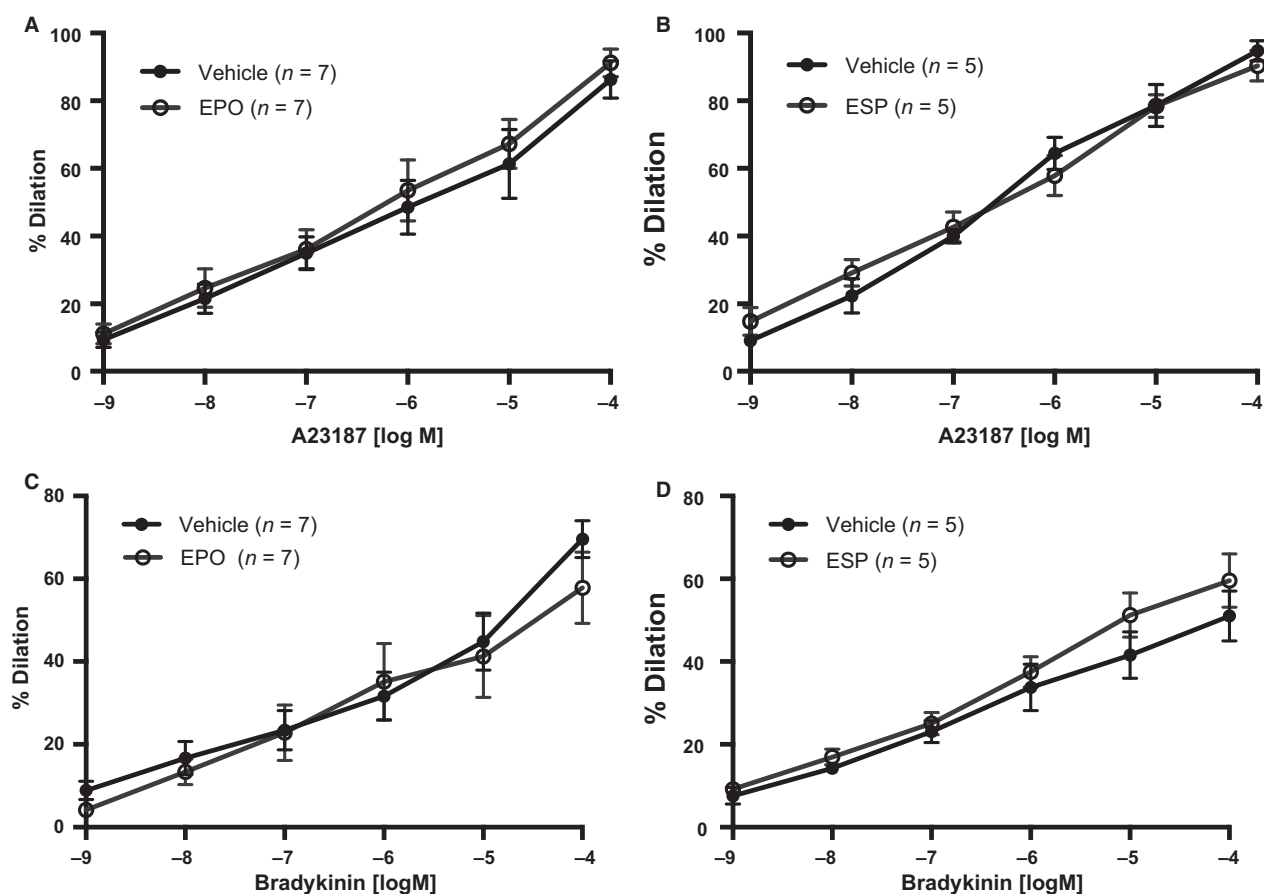 A
100
80
60
40
20
0
% Dilation
Vehicle (n = 7)
EPO (n = 7)
–9 –8 –7 –6 –5 –4
A23187 [log M]
B
100
80
60
40
20
0
% Dilation
Vehicle (n = 5)
ESP (n = 5)
–9 –8 –7 –6 –5 –4
A23187 [log M]
C
80
60
40
20
0
% Dilation
Vehicle (n = 7)
EPO (n = 7)
–9 –8 –7 –6 –5 –4
Bradykinin [logM]
D
80
60
40
20
0
% Dilation
Vehicle (n = 5)
ESP (n = 5)
–9 –8 –7 –6 –5 –4
Bradykinin [logM]